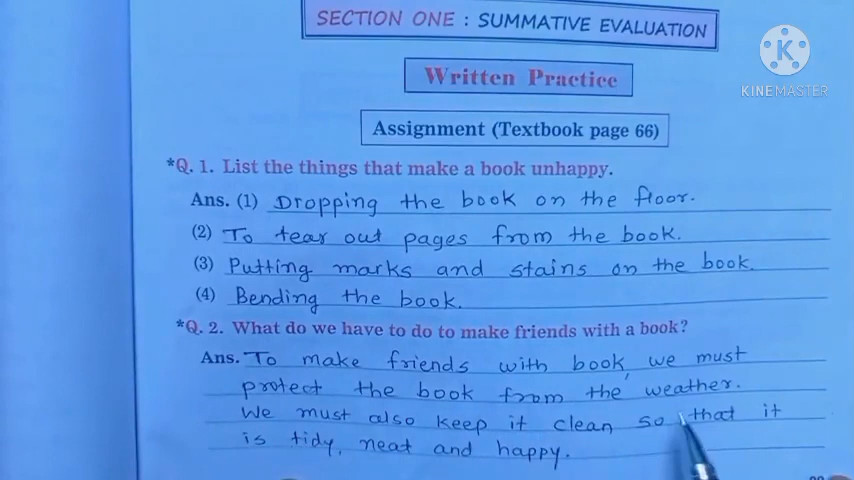 SECTION ONE : SUMMATIVE EVALUATION
KINEMASTER
Written Practice
Assignment (Textbook page 66)
*Q. 1. List the things that make a book unhappy.
Ans. (1) Dropping the book on the floor.
(2) To tear out pages from the book.
(3) Putting marks and stains on the book.
(4) Bending the book.
*Q. 2. What do we have to do to make friends with a book?
Ans. To make friends with book, we must
protect the book from the weather.
We must also keep it clean so that it
is tidy, neat and happy.